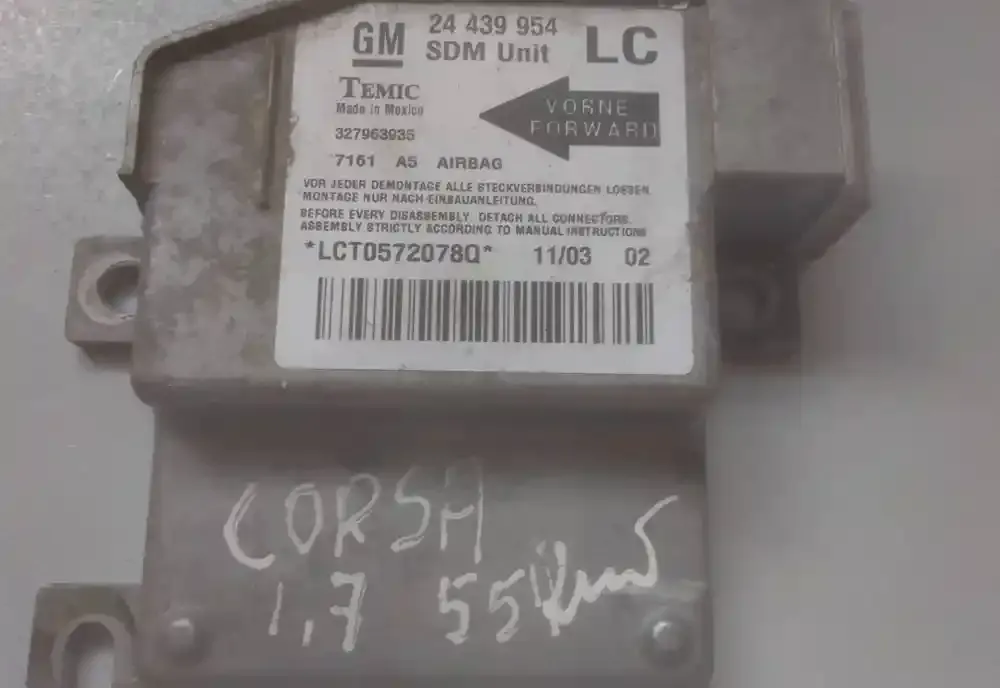 GM 24 439 954 LC
SDM Unit
TEMIC
Made in Mexico
VORNE
FORWARD
327963935
7161 A5 AIRBAG
VOR JEDER DEMONTAGE ALLE STECKVERBINDUNGEN LOESEN
MONTAGE NUR NACH EINBAUANLEITUNG.
BEFORE EVERY DISASSEMBLY DETACH ALL CONNECTORS.
ASSEMBLY STRICTLY ACCORDING TO MANUAL INSTRUCTIONS
*LCT0572078Q* 11/03 02
CORSA
1,7 55